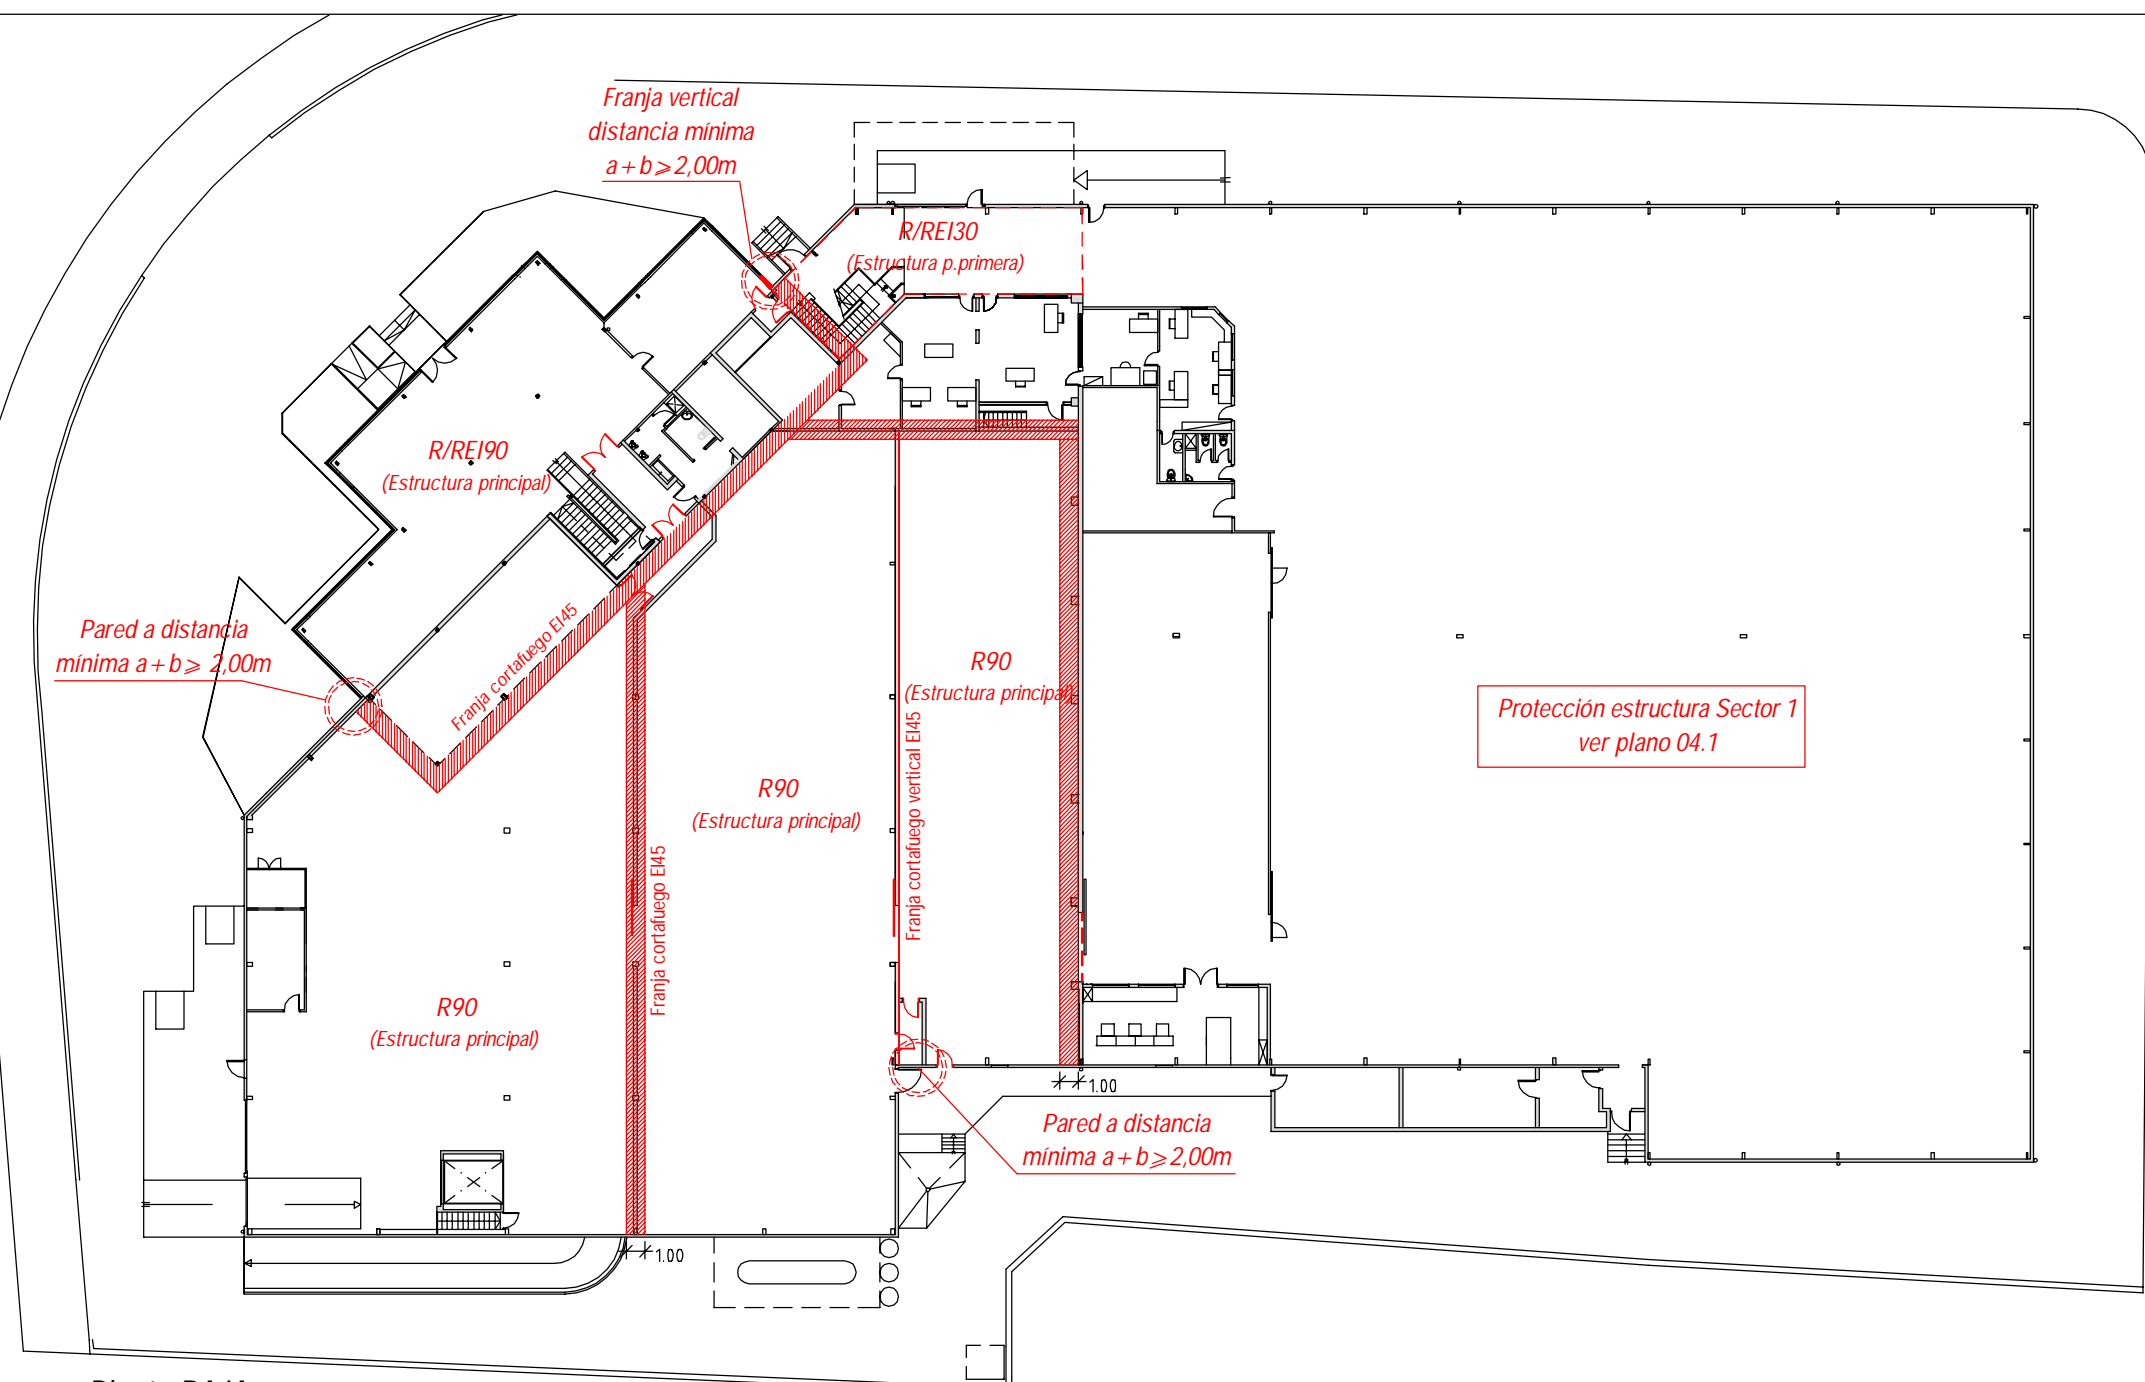 Franja vertical
distancia mínima
a+b⩾2,00m
R/REI30
(Estructura p.primera)
R/REI90
(Estructura principal)
Pared a distancia
mínima a+b⩾ 2,00m
Franja cortafuego EI45
R90
(Estructura principal)
Franja cortafuego vertical EI45
Protección estructura Sector 1
ver plano 04.1
R90
(Estructura principal)
Franja cortafuego EI45
R90
(Estructura principal)
1.00
Pared a distancia
mínima a+b⩾2,00m
1.00
Planta BAJA